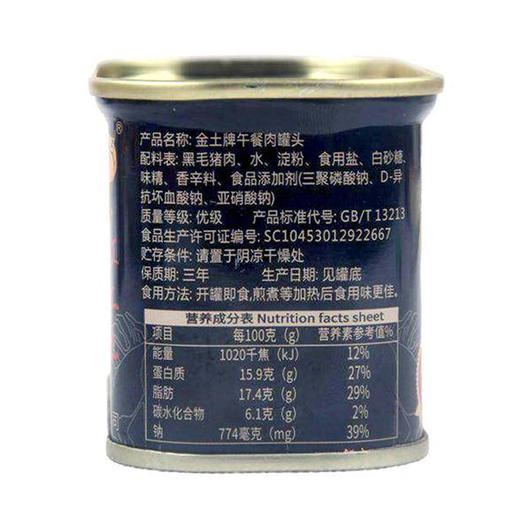 产品名称: 金土牌午餐肉罐头
配料表: 黑毛猪肉、水、淀粉、食用盐、白砂糖、
味精、香辛料、食品添加剂(三聚磷酸钠、D-异
抗坏血酸钠、亚硝酸钠)
质量等级: 优级 产品标准代号: GB/T 13213
食品生产许可证编号: SC10453012922667
贮存条件: 请置于阴凉干燥处
保质期: 三年 生产日期: 见罐底
食用方法: 开罐即食,煎煮等加热后食用味更佳。
营养成分表 Nutrition facts sheet
项目 每100克(g) 营养素参考值%
能量 1020千焦(kJ) 12%
蛋白质 15.9克(g) 27%
脂肪 17.4克(g) 29%
碳水化合物 6.1克(g) 2%
钠 774毫克(mg) 39%
司